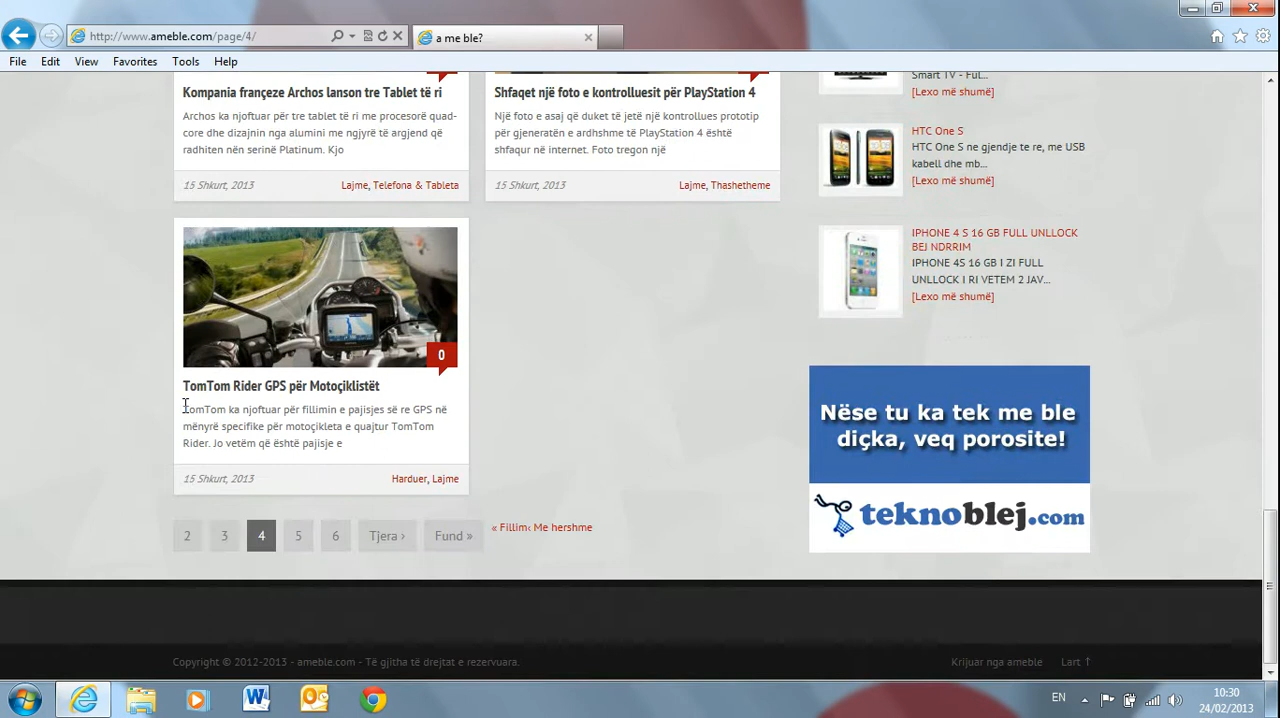 http://www.ameble.com/page/4/
a me ble?
File Edit View Favorites Tools Help
Kompania françeze Archos lanson tre Tablet të ri
Archos ka njoftuar për tre tablet të ri me procesorë quad-
core dhe dizajnin nga alumini me ngjyrë të argjend që
radhiten nën serinë Platinum. Kjo
15 Shkurt, 2013
Lajme, Telefona & Tableta
Shfaqet një foto e kontrolluesit për PlayStation 4
Një foto e asaj që duket të jetë një kontrollues prototip
për gjeneratën e ardhshme të PlayStation 4 është
shfaqur në internet. Foto tregon një
15 Shkurt, 2013
Lajme, Thashetheme
0
TomTom Rider GPS për Motoçiklistët
TomTom ka njoftuar për fillimin e pajisjes së re GPS në
mënyrë specifike për motoçikleta e quajtur TomTom
Rider. Jo vetëm që është pajisje e
15 Shkurt, 2013
Harduer, Lajme
2 3 4 5 6 Tjera › Fund »
« Fillim‹ Me hershme
Smart TV - Ful...
[Lexo më shumë]
HTC One S
HTC One S ne gjendje te re, me USB
kabell dhe mb...
[Lexo më shumë]
IPHONE 4 S 16 GB FULL UNLLOCK
BEJ NDRRIM
IPHONE 4S 16 GB I ZI FULL
UNLLOCK I RI VETEM 2 JAV...
[Lexo më shumë]
Nëse tu ka tek me ble
diçka, veq porosite!
teknoblej.com
Copyright © 2012-2013 - ameble.com - Të gjitha të drejtat e rezervuara.
Krijuar nga ameble
Lart ↑
EN
10:30
24/02/2013